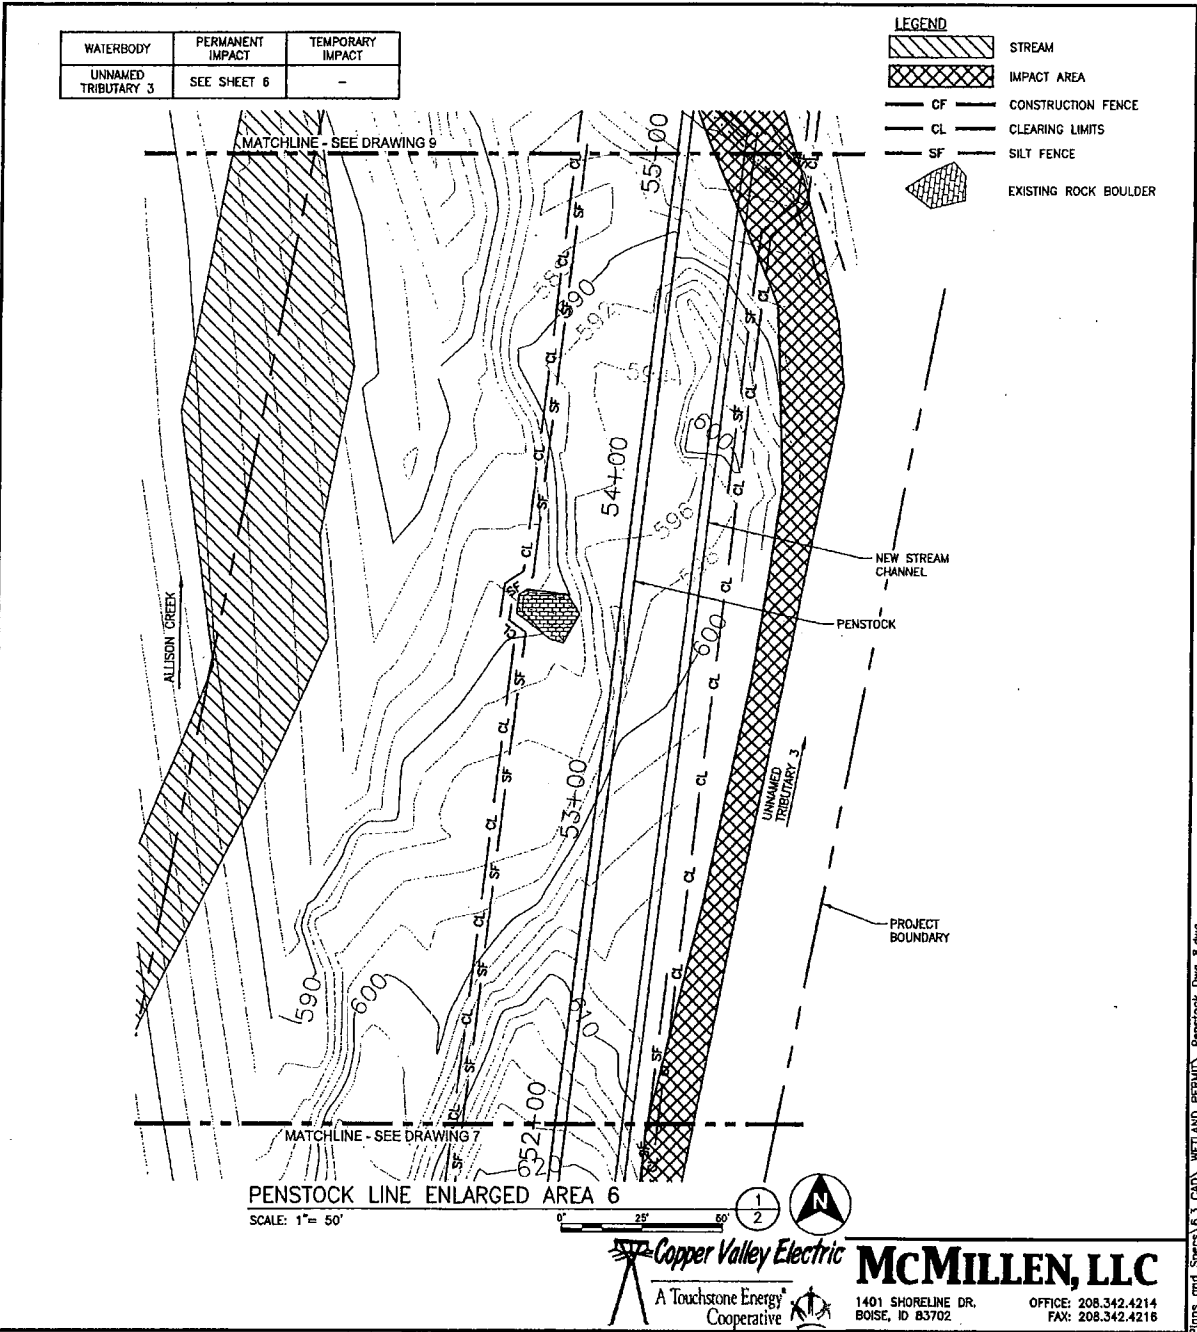 WATERBODY
PERMANENT IMPACT
TEMPORARY IMPACT
UNNAMED TRIBUTARY 3
SEE SHEET 6
-
LEGEND
STREAM
IMPACT AREA
CF CONSTRUCTION FENCE
CL CLEARING LIMITS
SF SILT FENCE
EXISTING ROCK BOULDER
MATCHLINE - SEE DRAWING 9
55+00
590
592
54+00
600
596
NEW STREAM
CHANNEL
PENSTOCK
600
ALLISON CREEK
UNNAMED
TRIBUTARY 3
53+00
PROJECT
BOUNDARY
590
600
610
52+00
620
MATCHLINE - SEE DRAWING 7
PENSTOCK LINE ENLARGED AREA 6
SCALE: 1"= 50'
0"
25'
1
2
N
Copper Valley Electric
A Touchstone Energy
Cooperative
MCMILLEN, LLC
1401 SHORELINE DR.
BOISE, ID 83702
OFFICE: 208.342.4214
FAX: 208.342.4216